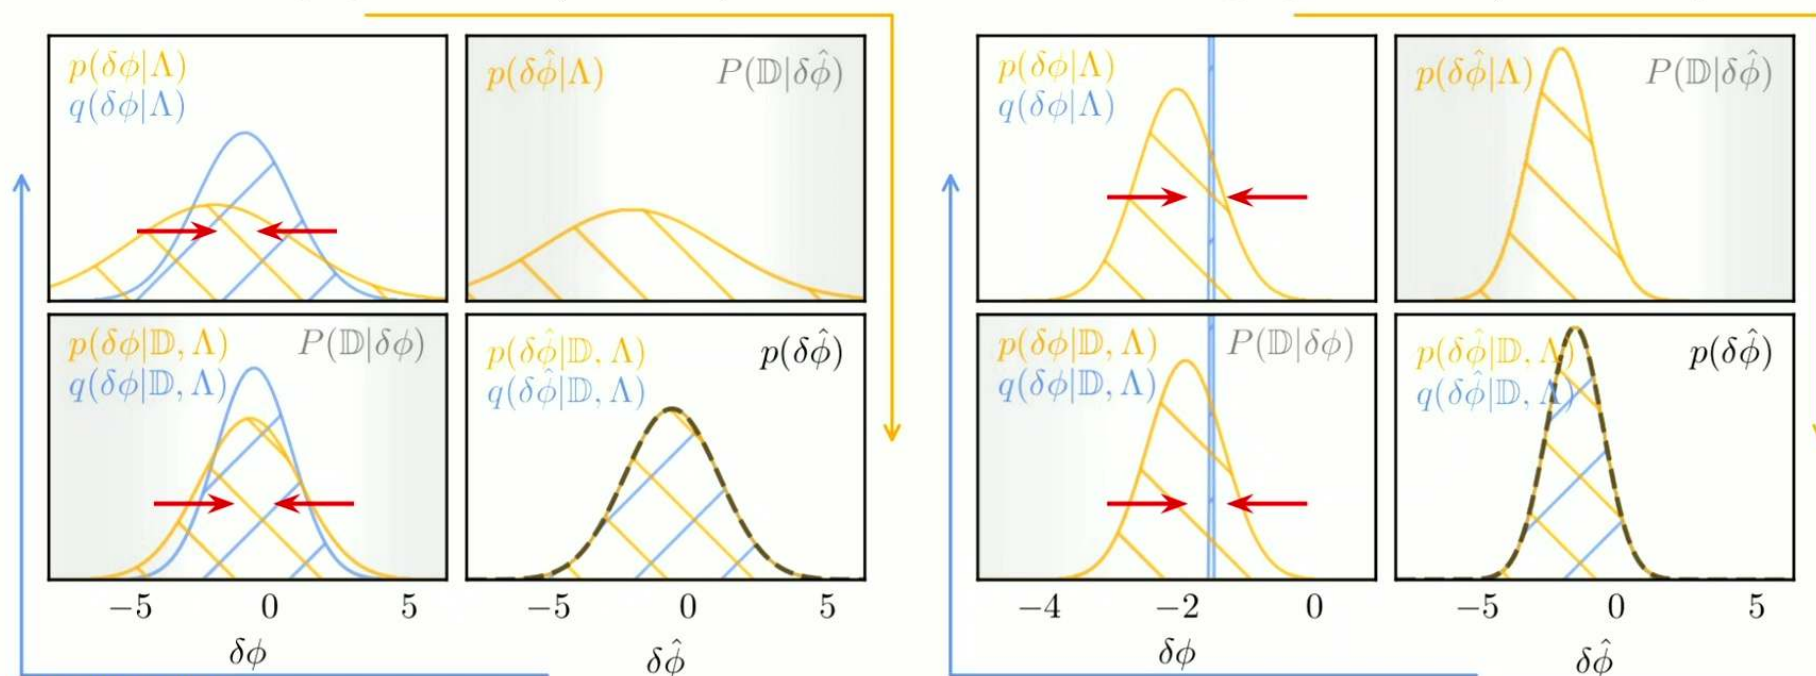 p(δϕ|Λ)
q(δϕ|Λ)
p(δϕ̂|Λ) P(𝔻|δϕ̂)
p(δϕ|𝔻, Λ) P(𝔻|δϕ)
q(δϕ|𝔻, Λ)
p(δϕ̂|𝔻, Λ) p(δϕ̂)
q(δϕ̂|𝔻, Λ)
−5 0 5
δϕ
−5 0 5
δϕ̂
p(δϕ|Λ)
q(δϕ|Λ)
p(δϕ̂|Λ) P(𝔻|δϕ̂)
p(δϕ|𝔻, Λ) P(𝔻|δϕ)
q(δϕ|𝔻, Λ)
p(δϕ̂|𝔻, Λ) p(δϕ̂)
q(δϕ̂|𝔻, Λ)
−4 −2 0
δϕ
−5 0 5
δϕ̂